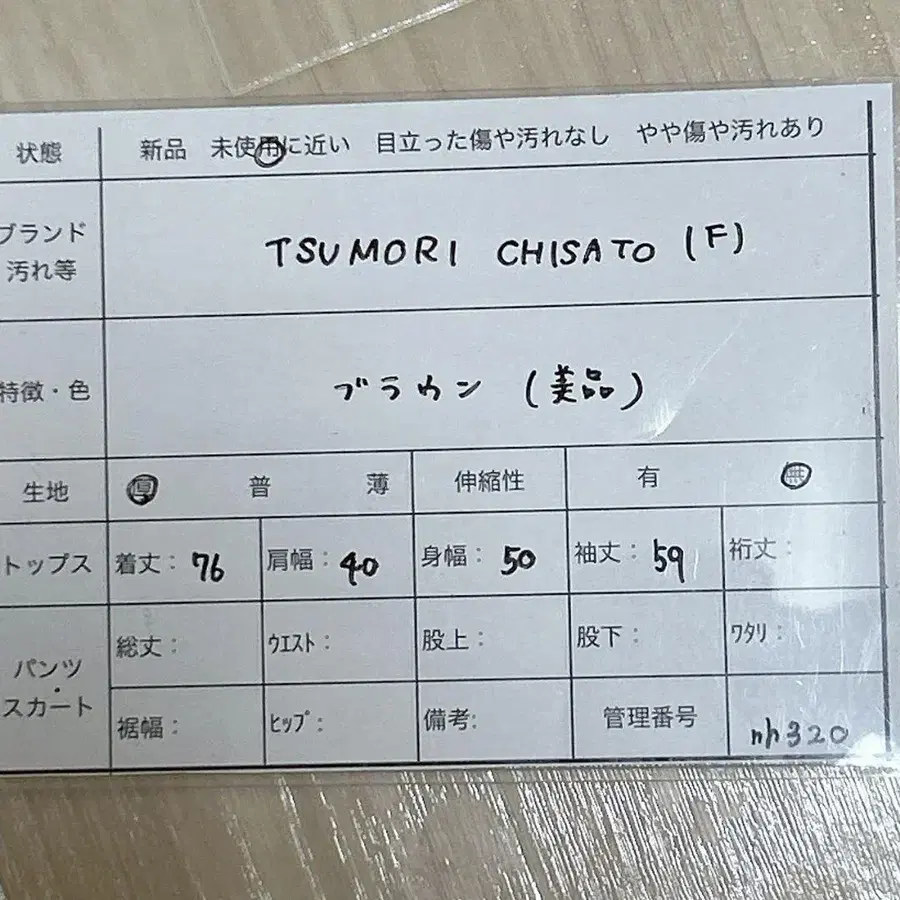 状態 新品 未使用に近い 目立った傷や汚れなし やや傷や汚れあり
ブランド
汚れ等
TSUMORI CHISATO (F)
特徴・色 ブラウン (美品)
生地 厚 普 薄 伸縮性 有 無
トップス 着丈: 76 肩幅: 40 身幅: 50 袖丈: 59 裄丈:
パンツ
・
スカート
総丈: ウエスト: 股上: 股下: ワタリ:
裾幅: ヒップ: 備考: 管理番号 nh320